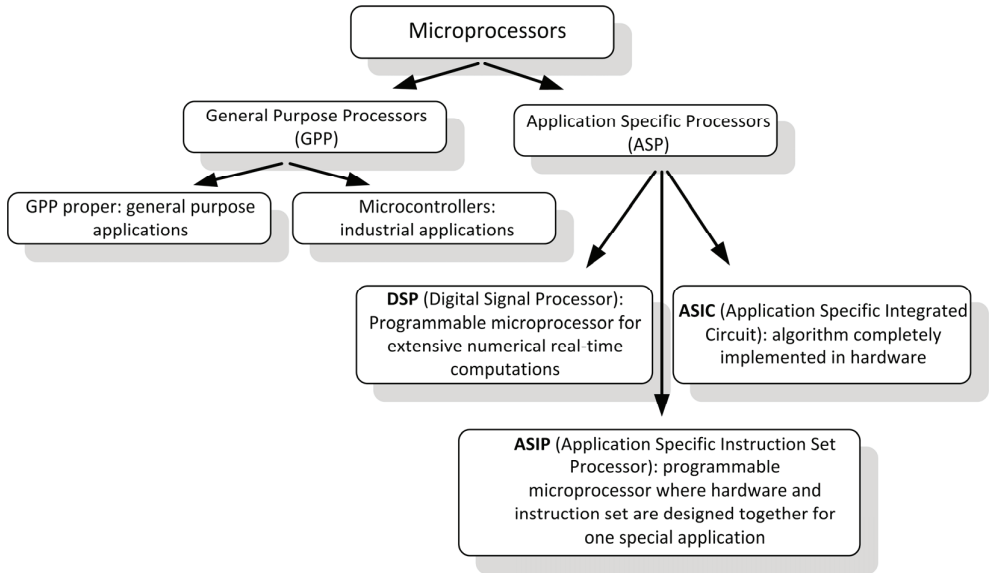 Microprocessors
General Purpose Processors
(GPP)
Application Specific Processors
(ASP)
GPP proper: general purpose
applications
Microcontrollers:
industrial applications
DSP (Digital Signal Processor):
Programmable microprocessor for
extensive numerical real-time
computations
ASIC (Application Specific Integrated
Circuit): algorithm completely
implemented in hardware
ASIP (Application Specific Instruction Set
Processor): programmable
microprocessor where hardware and
instruction set are designed together for
one special application